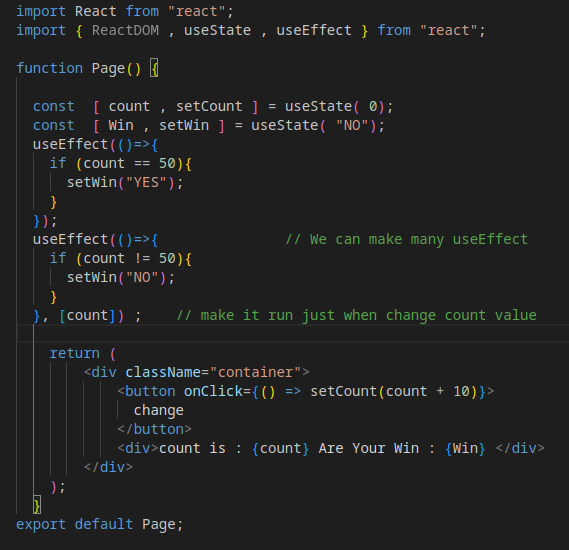 import React from "react";
import { ReactDOM , useState , useEffect } from "react";
function Page() {
const  [ count , setCount ] = useState( 0);
const  [ Win , setWin ] = useState( "NO");
useEffect(()=>{
if (count == 50){
setWin("YES");
}
});
useEffect(()=>{               // We can make many useEffect
if (count != 50){
setWin("NO");
}
}, [count]) ;    // make it run just when change count value
return (
<div className="container">
<button onClick={() => setCount(count + 10)}>
change
</button>
<div>count is : {count} Are Your Win : {Win} </div>
</div>
);
}
export default Page;